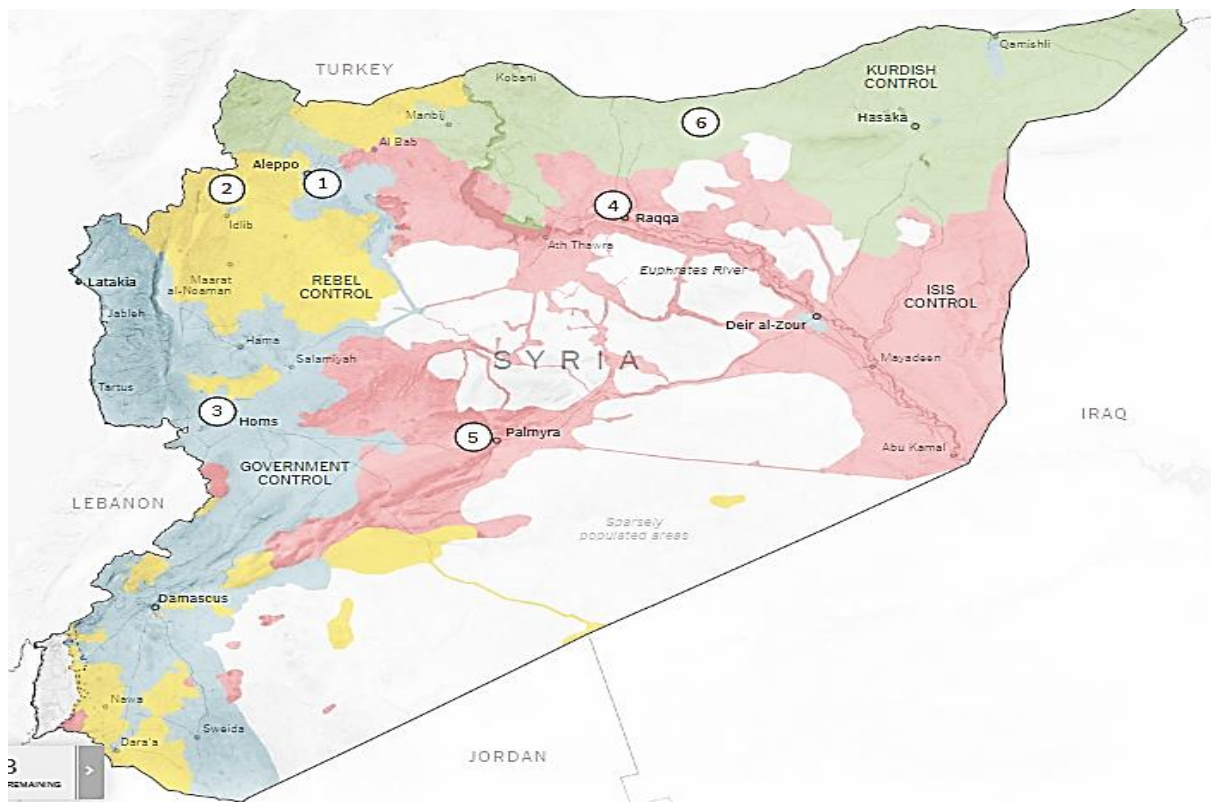 TURKEY
Qamishli
KURDISH
CONTROL
Kobani
Manbij
6
Hasaka
Al Bab
Aleppo
1
2
4
Raqqa
Idlib
Ath Thawra
Euphrates River
Maarat
al-Noaman
REBEL
CONTROL
Latakia
Jableh
ISIS
CONTROL
Deir al-Zour
Hama
Salamiyah
SYRIA
Mayadeen
Tartus
3
Homs
5
Palmyra
IRAQ
Abu Kamal
GOVERNMENT
CONTROL
LEBANON
Sparsely
populated areas
Damascus
Nawa
Sweida
Dara'a
JORDAN
3
REMAINING
>